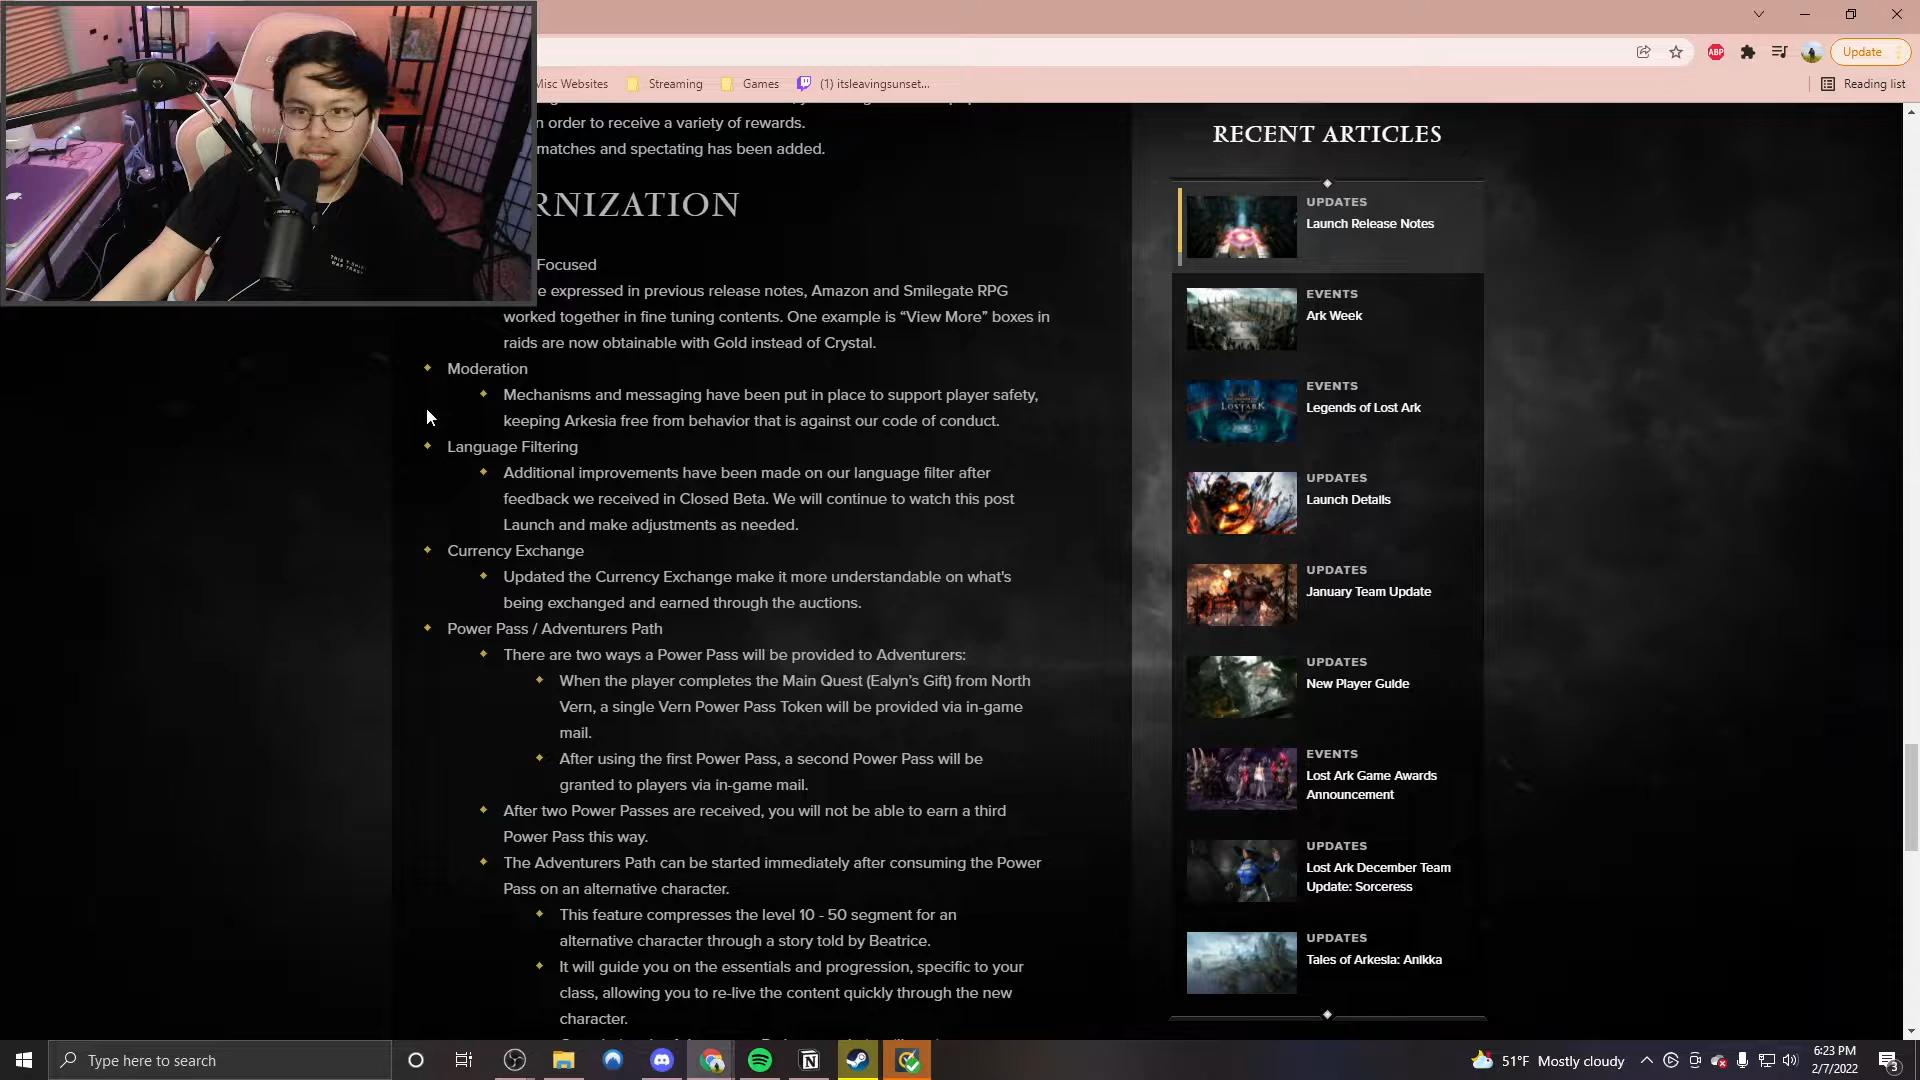 Update
Misc Websites
Streaming
Games
(1) itsleavingsunset...
Reading list
n order to receive a variety of rewards.
matches and spectating has been added.
RNIZATION
Focused
e expressed in previous release notes, Amazon and Smilegate RPG
worked together in fine tuning contents. One example is “View More” boxes in
raids are now obtainable with Gold instead of Crystal.
Moderation
Mechanisms and messaging have been put in place to support player safety,
keeping Arkesia free from behavior that is against our code of conduct.
Language Filtering
Additional improvements have been made on our language filter after
feedback we received in Closed Beta. We will continue to watch this post
Launch and make adjustments as needed.
Currency Exchange
Updated the Currency Exchange make it more understandable on what's
being exchanged and earned through the auctions.
Power Pass / Adventurers Path
There are two ways a Power Pass will be provided to Adventurers:
When the player completes the Main Quest (Ealyn’s Gift) from North
Vern, a single Vern Power Pass Token will be provided via in-game
mail.
After using the first Power Pass, a second Power Pass will be
granted to players via in-game mail.
After two Power Passes are received, you will not be able to earn a third
Power Pass this way.
The Adventurers Path can be started immediately after consuming the Power
Pass on an alternative character.
This feature compresses the level 10 - 50 segment for an
alternative character through a story told by Beatrice.
It will guide you on the essentials and progression, specific to your
class, allowing you to re-live the content quickly through the new
character.
RECENT ARTICLES
UPDATES
Launch Release Notes
EVENTS
Ark Week
EVENTS
Legends of Lost Ark
UPDATES
Launch Details
UPDATES
January Team Update
UPDATES
New Player Guide
EVENTS
Lost Ark Game Awards
Announcement
UPDATES
Lost Ark December Team
Update: Sorceress
UPDATES
Tales of Arkesia: Anikka
Type here to search
51°F Mostly cloudy
6:23 PM
2/7/2022
3
ABP
LOST ARK
THIS T-SHIRT
WAS TRASH